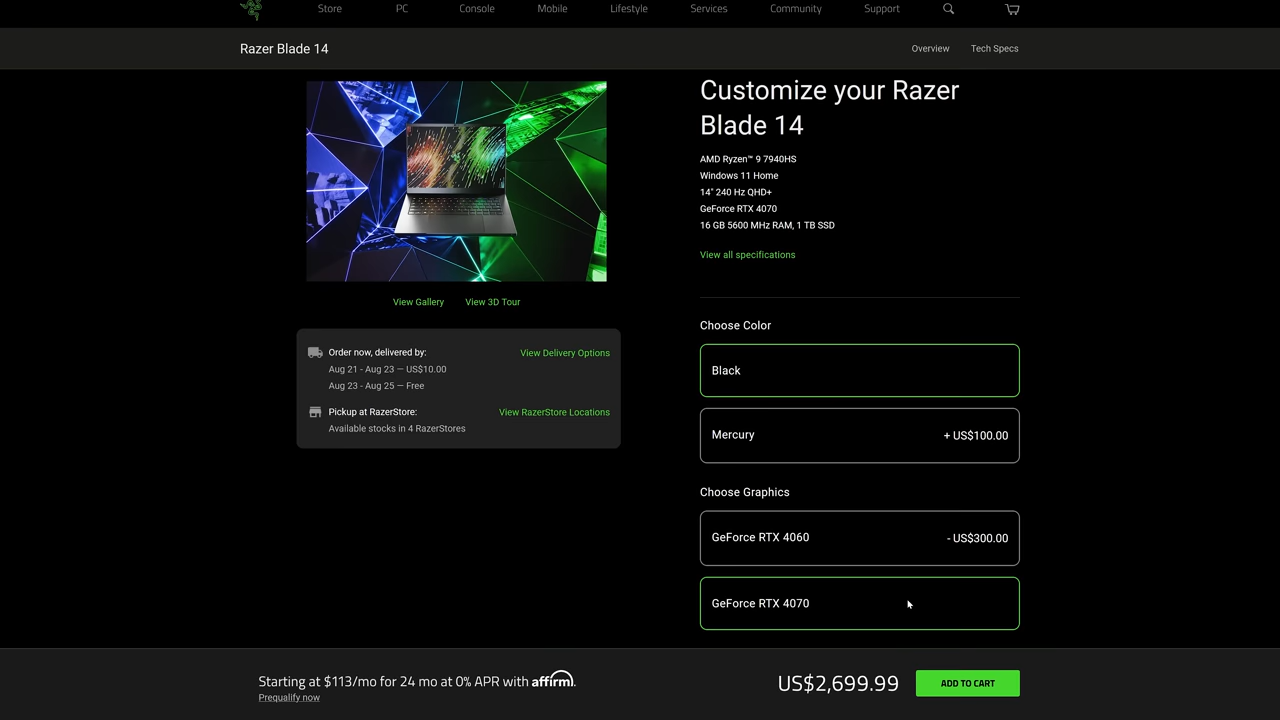 Store
PC
Console
Mobile
Lifestyle
Services
Community
Support
Razer Blade 14
Overview
Tech Specs
Customize your Razer
Blade 14
AMD Ryzen™ 9 7940HS
Windows 11 Home
14" 240 Hz QHD+
GeForce RTX 4070
16 GB 5600 MHz RAM, 1 TB SSD
View all specifications
View Gallery
View 3D Tour
Order now, delivered by:
View Delivery Options
Aug 21 - Aug 23 — US$10.00
Aug 23 - Aug 25 — Free
Pickup at RazerStore:
View RazerStore Locations
Available stocks in 4 RazerStores
Choose Color
Black
Mercury
+ US$100.00
Choose Graphics
GeForce RTX 4060
- US$300.00
GeForce RTX 4070
Starting at $113/mo for 24 mo at 0% APR with affirm.
Prequalify now
US$2,699.99
ADD TO CART